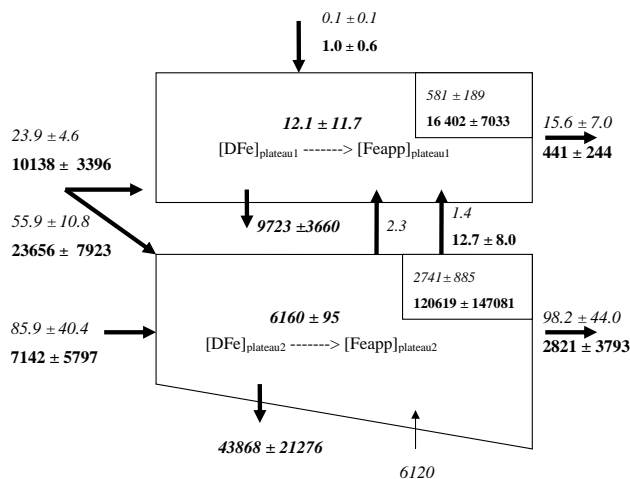 0.1 ± 0.1
1.0 ± 0.6
581 ± 189
16 402 ± 7033
12.1 ± 11.7
[DFe]plateau1 -------> [Feapp]plateau1
23.9 ± 4.6
10138 ± 3396
15.6 ± 7.0
441 ± 244
55.9 ± 10.8
23656 ± 7923
9723 ±3660
2.3
1.4
12.7 ± 8.0
2741 ± 885
120619 ± 147081
6160 ± 95
[DFe]plateau2 -------> [Feapp]plateau2
85.9 ± 40.4
7142 ± 5797
98.2 ± 44.0
2821 ± 3793
43868 ± 21276
6120